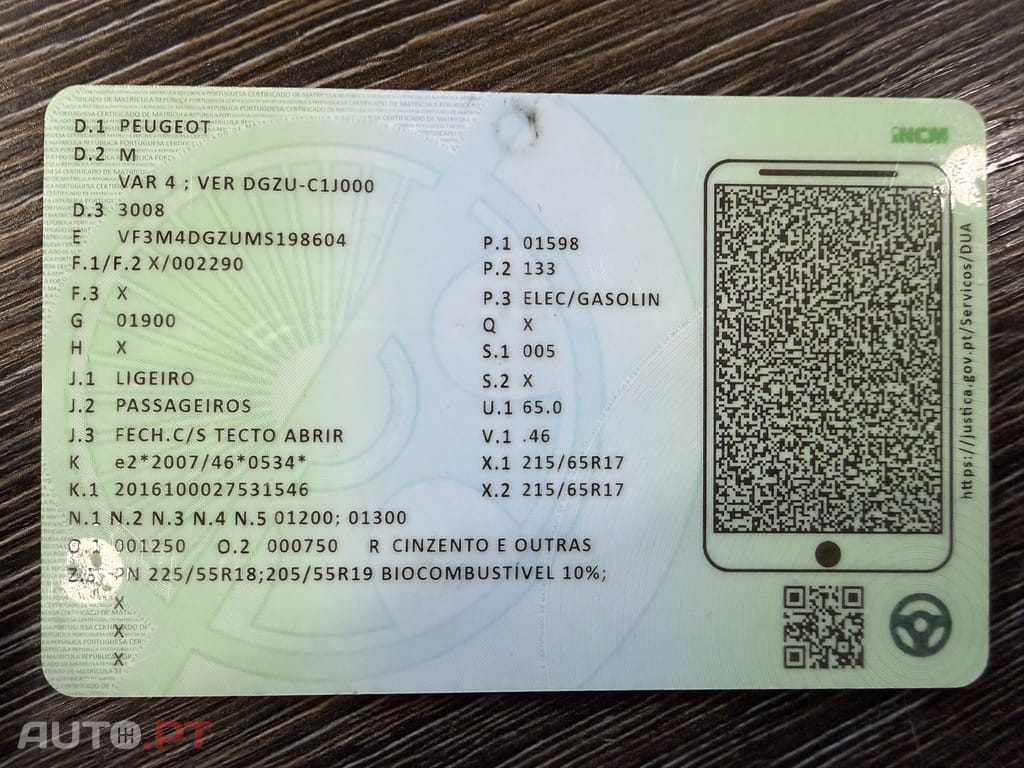 iNCM
D.1 PEUGEOT
D.2 M
VAR 4 ; VER DGZU-C1J000
D.3 3008
E VF3M4DGZUMS198604
F.1/F.2 X/002290
F.3 X
G 01900
H X
J.1 LIGEIRO
J.2 PASSAGEIROS
J.3 FECH.C/S TECTO ABRIR
K e2*2007/46*0534*
K.1 2016100027531546
P.1 01598
P.2 133
P.3 ELEC/GASOLIN
Q X
S.1 005
S.2 X
U.1 65.0
V.1 .46
X.1 215/65R17
X.2 215/65R17
N.1 N.2 N.3 N.4 N.5 01200; 01300
O.1 001250 O.2 000750 R CINZENTO E OUTRAS
PN 225/55R18;205/55R19 BIOCOMBUSTÍVEL 10%;
X
X
X
https://justica.gov.pt/Servicos/DUA
AUTO.PT